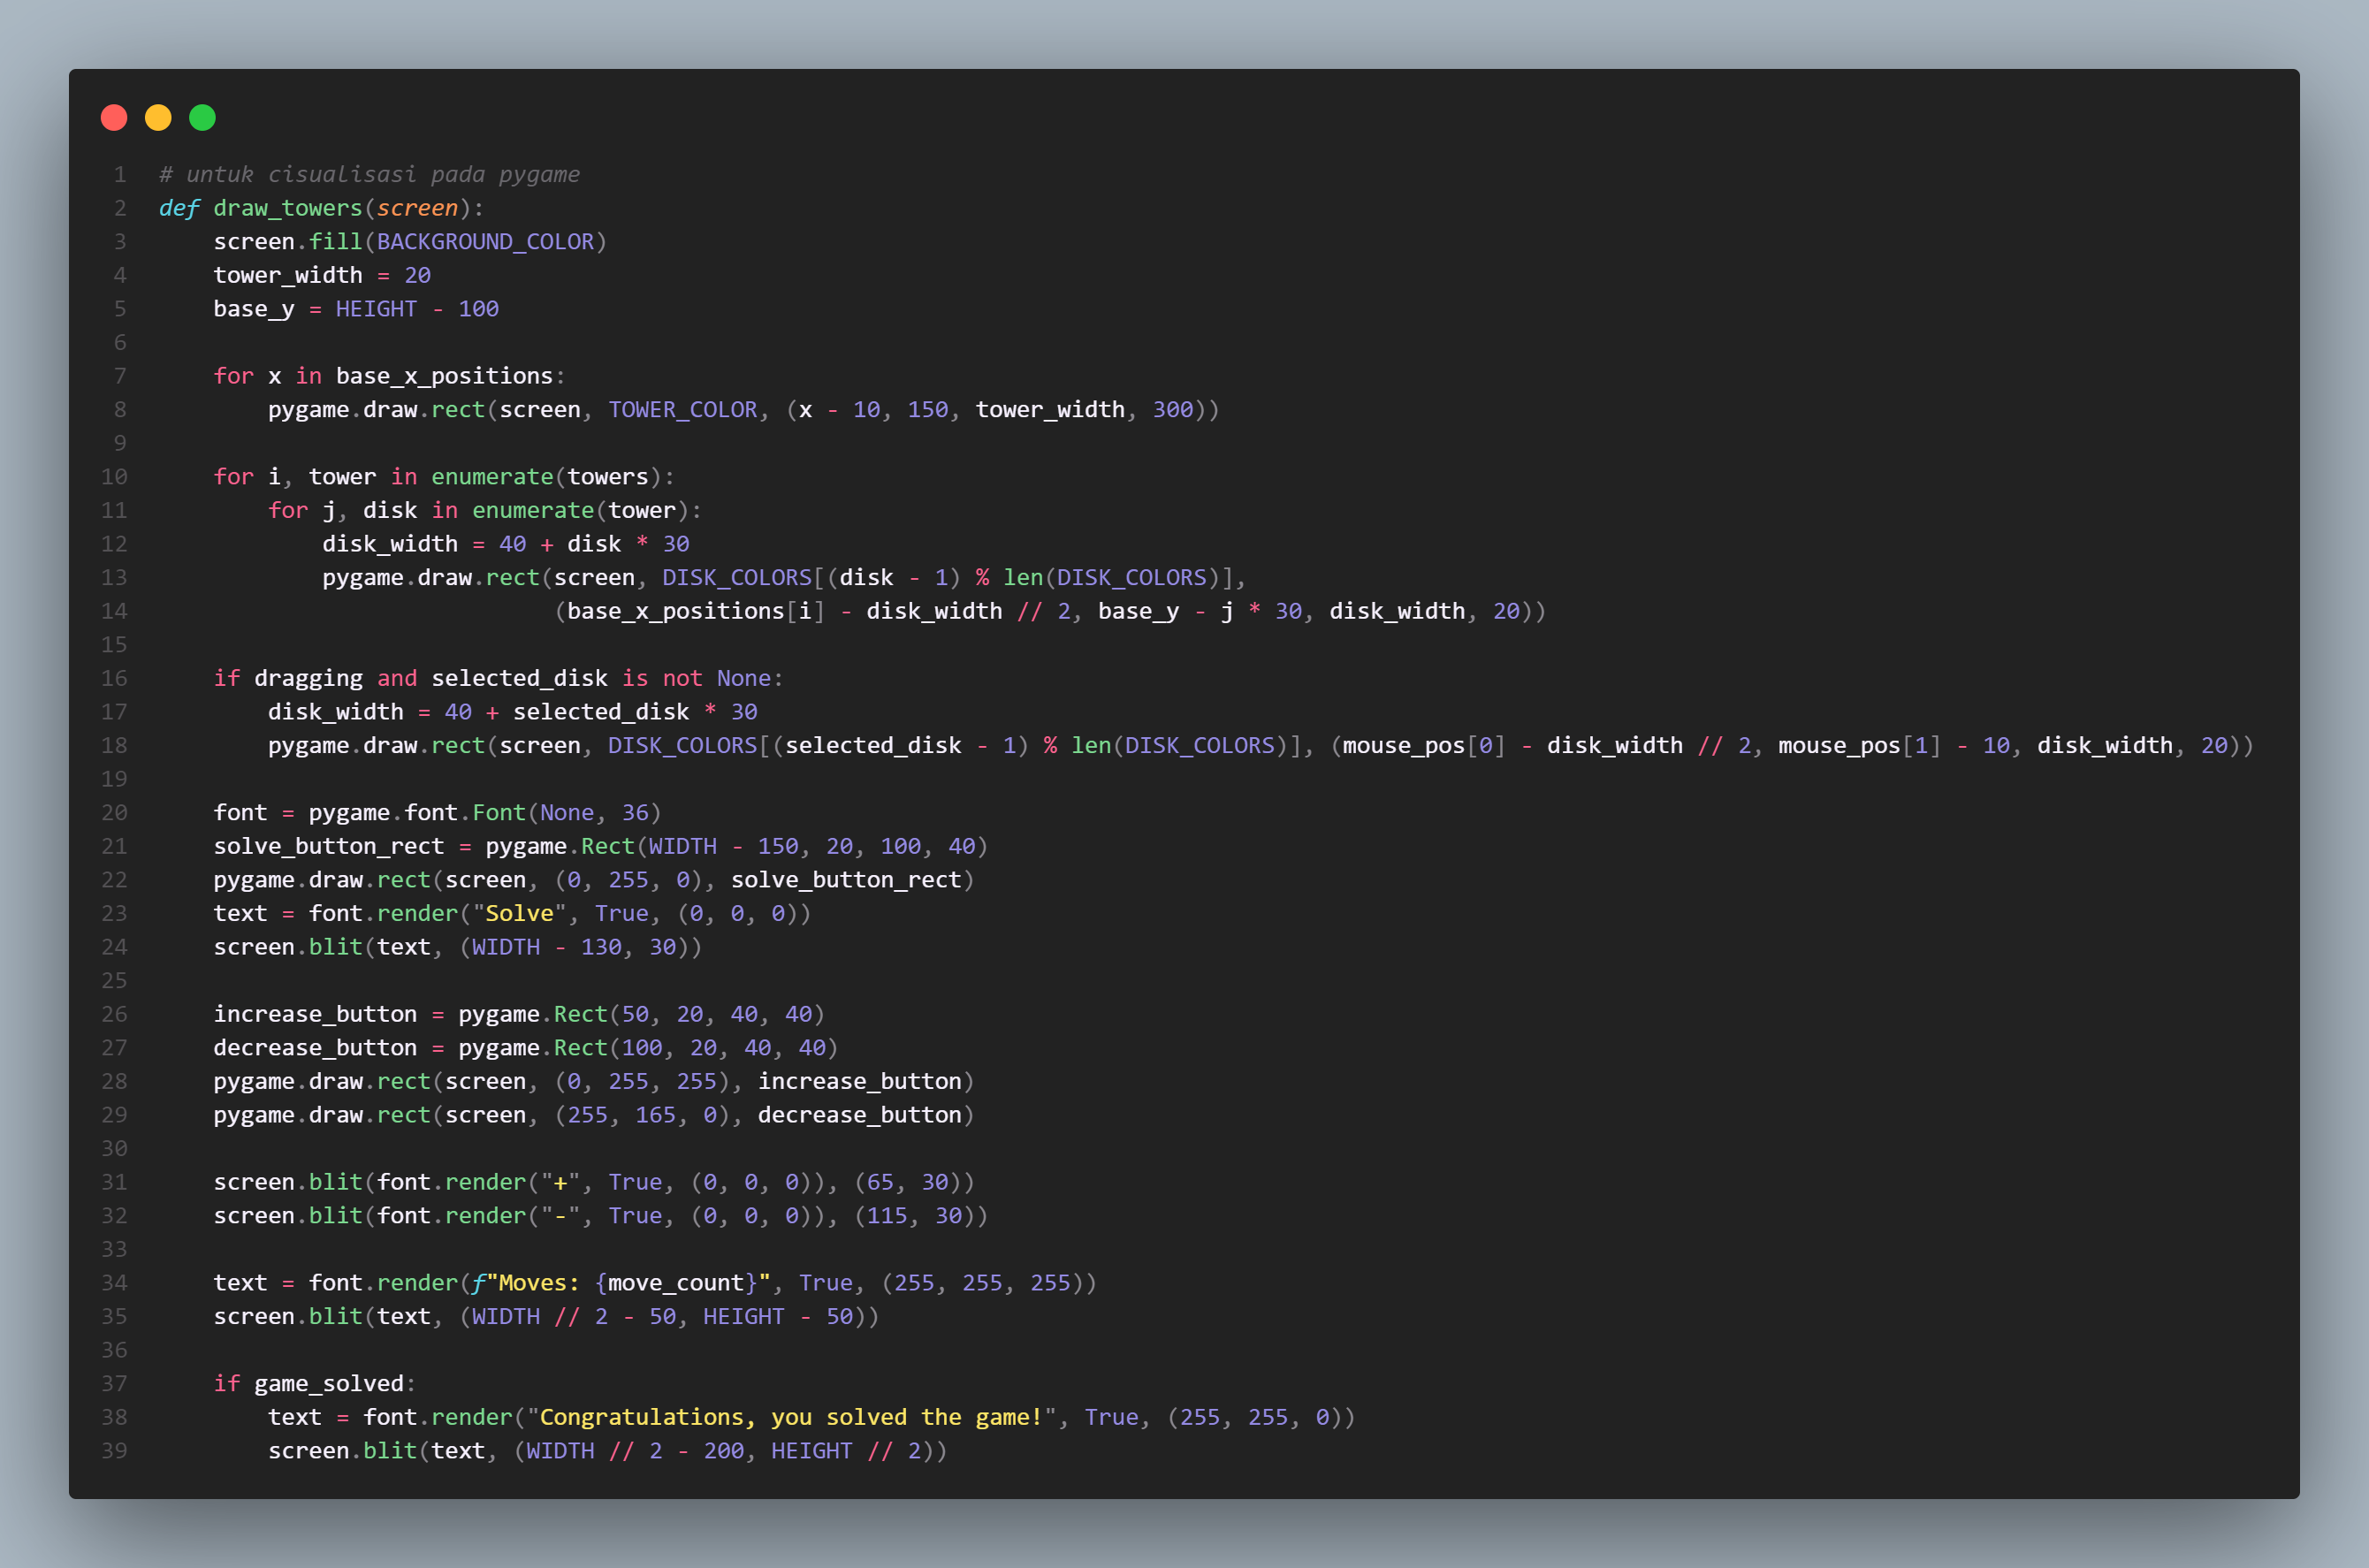 1 # untuk cisualisasi pada pygame
2 def draw_towers(screen):
3     screen.fill(BACKGROUND_COLOR)
4     tower_width = 20
5     base_y = HEIGHT - 100
6
7     for x in base_x_positions:
8         pygame.draw.rect(screen, TOWER_COLOR, (x - 10, 150, tower_width, 300))
9
10     for i, tower in enumerate(towers):
11         for j, disk in enumerate(tower):
12             disk_width = 40 + disk * 30
13             pygame.draw.rect(screen, DISK_COLORS[(disk - 1) % len(DISK_COLORS)],
14                              (base_x_positions[i] - disk_width // 2, base_y - j * 30, disk_width, 20))
15
16     if dragging and selected_disk is not None:
17         disk_width = 40 + selected_disk * 30
18         pygame.draw.rect(screen, DISK_COLORS[(selected_disk - 1) % len(DISK_COLORS)], (mouse_pos[0] - disk_width // 2, mouse_pos[1] - 10, disk_width, 20))
19
20     font = pygame.font.Font(None, 36)
21     solve_button_rect = pygame.Rect(WIDTH - 150, 20, 100, 40)
22     pygame.draw.rect(screen, (0, 255, 0), solve_button_rect)
23     text = font.render("Solve", True, (0, 0, 0))
24     screen.blit(text, (WIDTH - 130, 30))
25
26     increase_button = pygame.Rect(50, 20, 40, 40)
27     decrease_button = pygame.Rect(100, 20, 40, 40)
28     pygame.draw.rect(screen, (0, 255, 255), increase_button)
29     pygame.draw.rect(screen, (255, 165, 0), decrease_button)
30
31     screen.blit(font.render("+", True, (0, 0, 0)), (65, 30))
32     screen.blit(font.render("-", True, (0, 0, 0)), (115, 30))
33
34     text = font.render(f"Moves: {move_count}", True, (255, 255, 255))
35     screen.blit(text, (WIDTH // 2 - 50, HEIGHT - 50))
36
37     if game_solved:
38         text = font.render("Congratulations, you solved the game!", True, (255, 255, 0))
39         screen.blit(text, (WIDTH // 2 - 200, HEIGHT // 2))